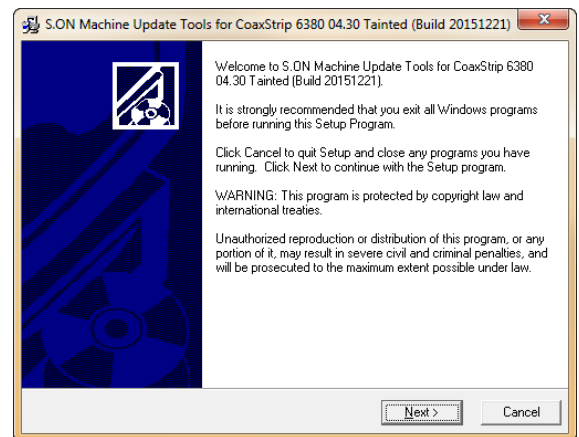 S.ON Machine Update Tools for CoaxStrip 6380 04.30 Tainted (Build 20151221)
Welcome to S.ON Machine Update Tools for CoaxStrip 6380
04.30 Tainted (Build 20151221).
It is strongly recommended that you exit all Windows programs
before running this Setup Program.
Click Cancel to quit Setup and close any programs you have
running. Click Next to continue with the Setup program.
WARNING: This program is protected by copyright law and
international treaties.
Unauthorized reproduction or distribution of this program, or any
portion of it, may result in severe civil and criminal penalties, and
will be prosecuted to the maximum extent possible under law.
Next >
Cancel